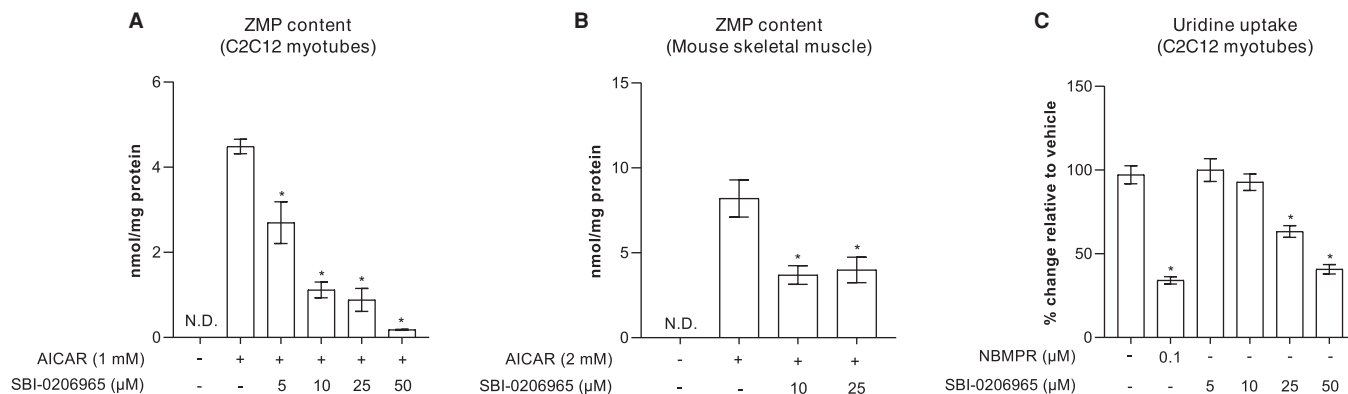 A
ZMP content
(C2C12 myotubes)
nmol/mg protein
6
4
2
0
N.D.
*
*
*
*
AICAR (1 mM) - + + + + +
SBI-0206965 (µM) - - 5 10 25 50
B
ZMP content
(Mouse skeletal muscle)
nmol/mg protein
15
10
5
0
N.D.
*
*
AICAR (2 mM) - + + +
SBI-0206965 (µM) - - 10 25
C
Uridine uptake
(C2C12 myotubes)
% change relative to vehicle
150
100
50
0
*
*
*
NBMPR (µM) - 0.1 - - - -
SBI-0206965 (µM) - - 5 10 25 50